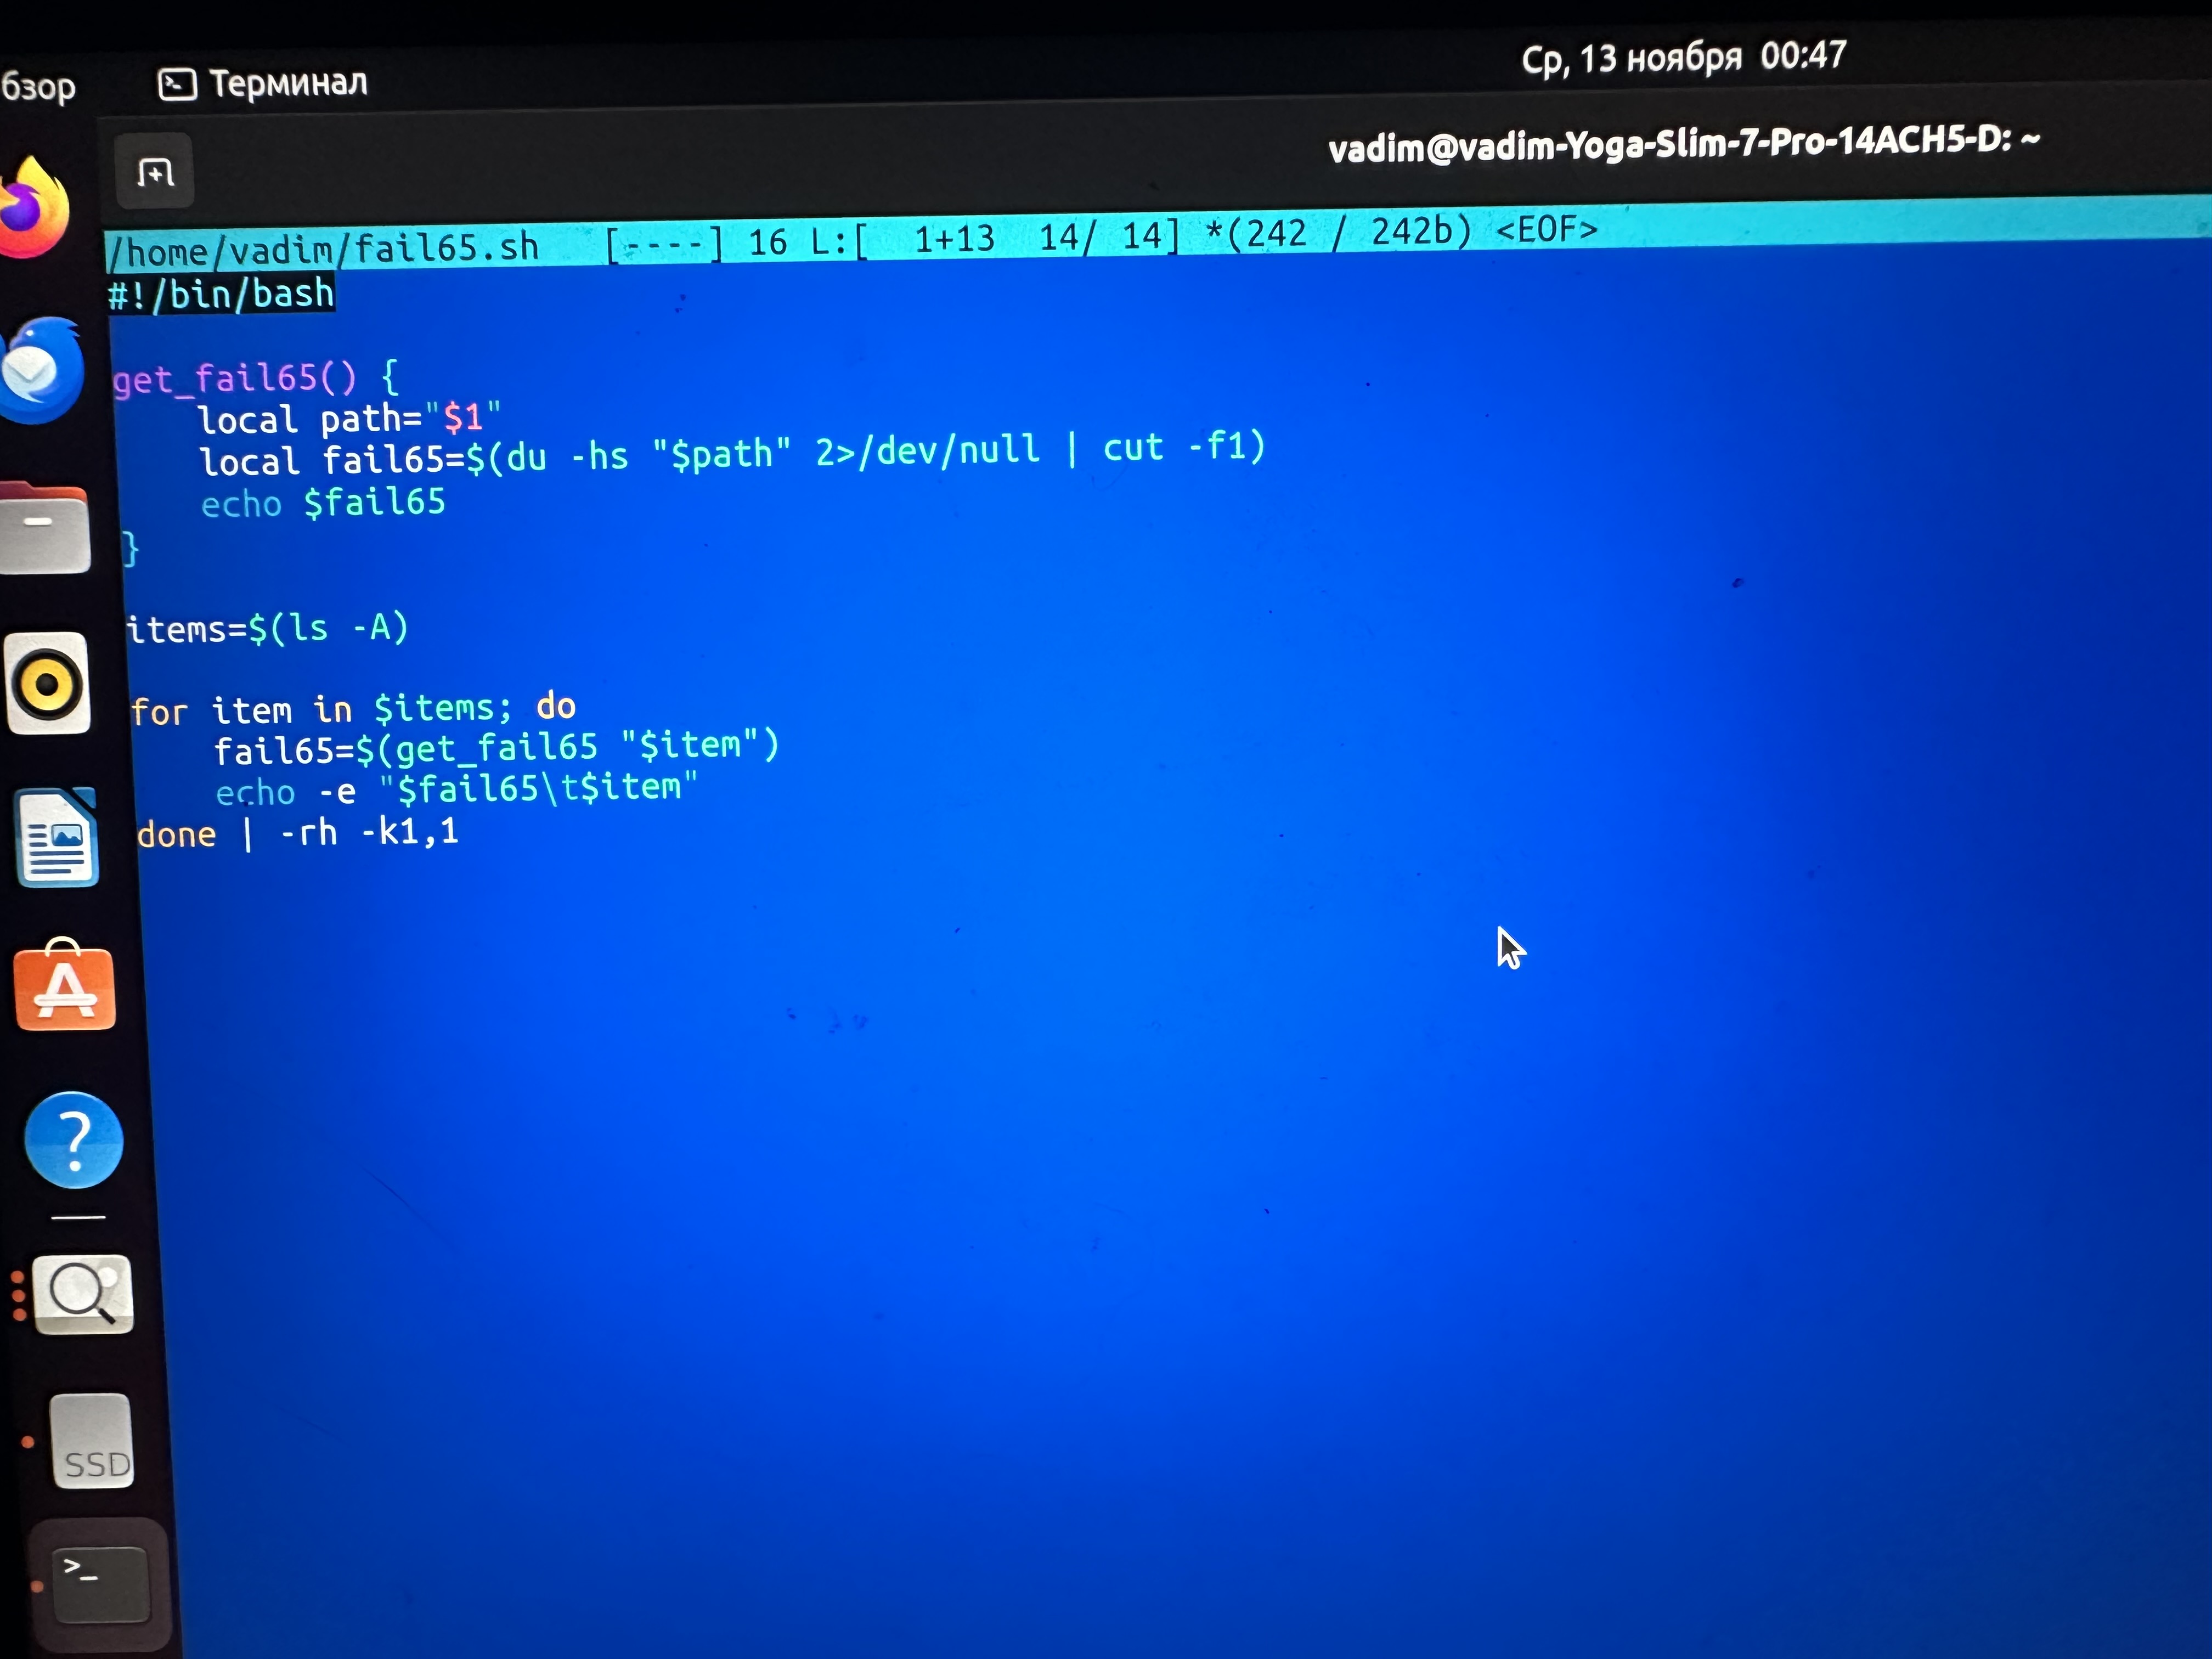 бзор
Терминал
Ср, 13 ноября 00:47
vadim@vadim-Yoga-Slim-7-Pro-14ACH5-D: ~
/home/vadim/fail65.sh [----] 16 L:[ 1+13 14/ 14] *(242 / 242b) <EOF>
#!/bin/bash
get_fail65() {
local path="$1"
local fail65=$(du -hs "$path" 2>/dev/null | cut -f1)
echo $fail65
}
items=$(ls -A)
for item in $items; do
fail65=$(get_fail65 "$item")
echo -e "$fail65\t$item"
done | -rh -k1,1
SSD